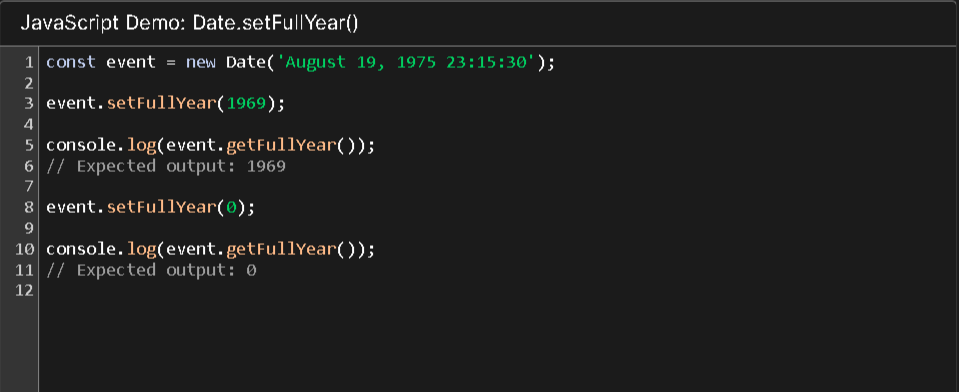 JavaScript Demo: Date.setFullYear()
1 const event = new Date('August 19, 1975 23:15:30');
2
3 event.setFullYear(1969);
4
5 console.log(event.getFullYear());
6 // Expected output: 1969
7
8 event.setFullYear(0);
9
10 console.log(event.getFullYear());
11 // Expected output: 0
12